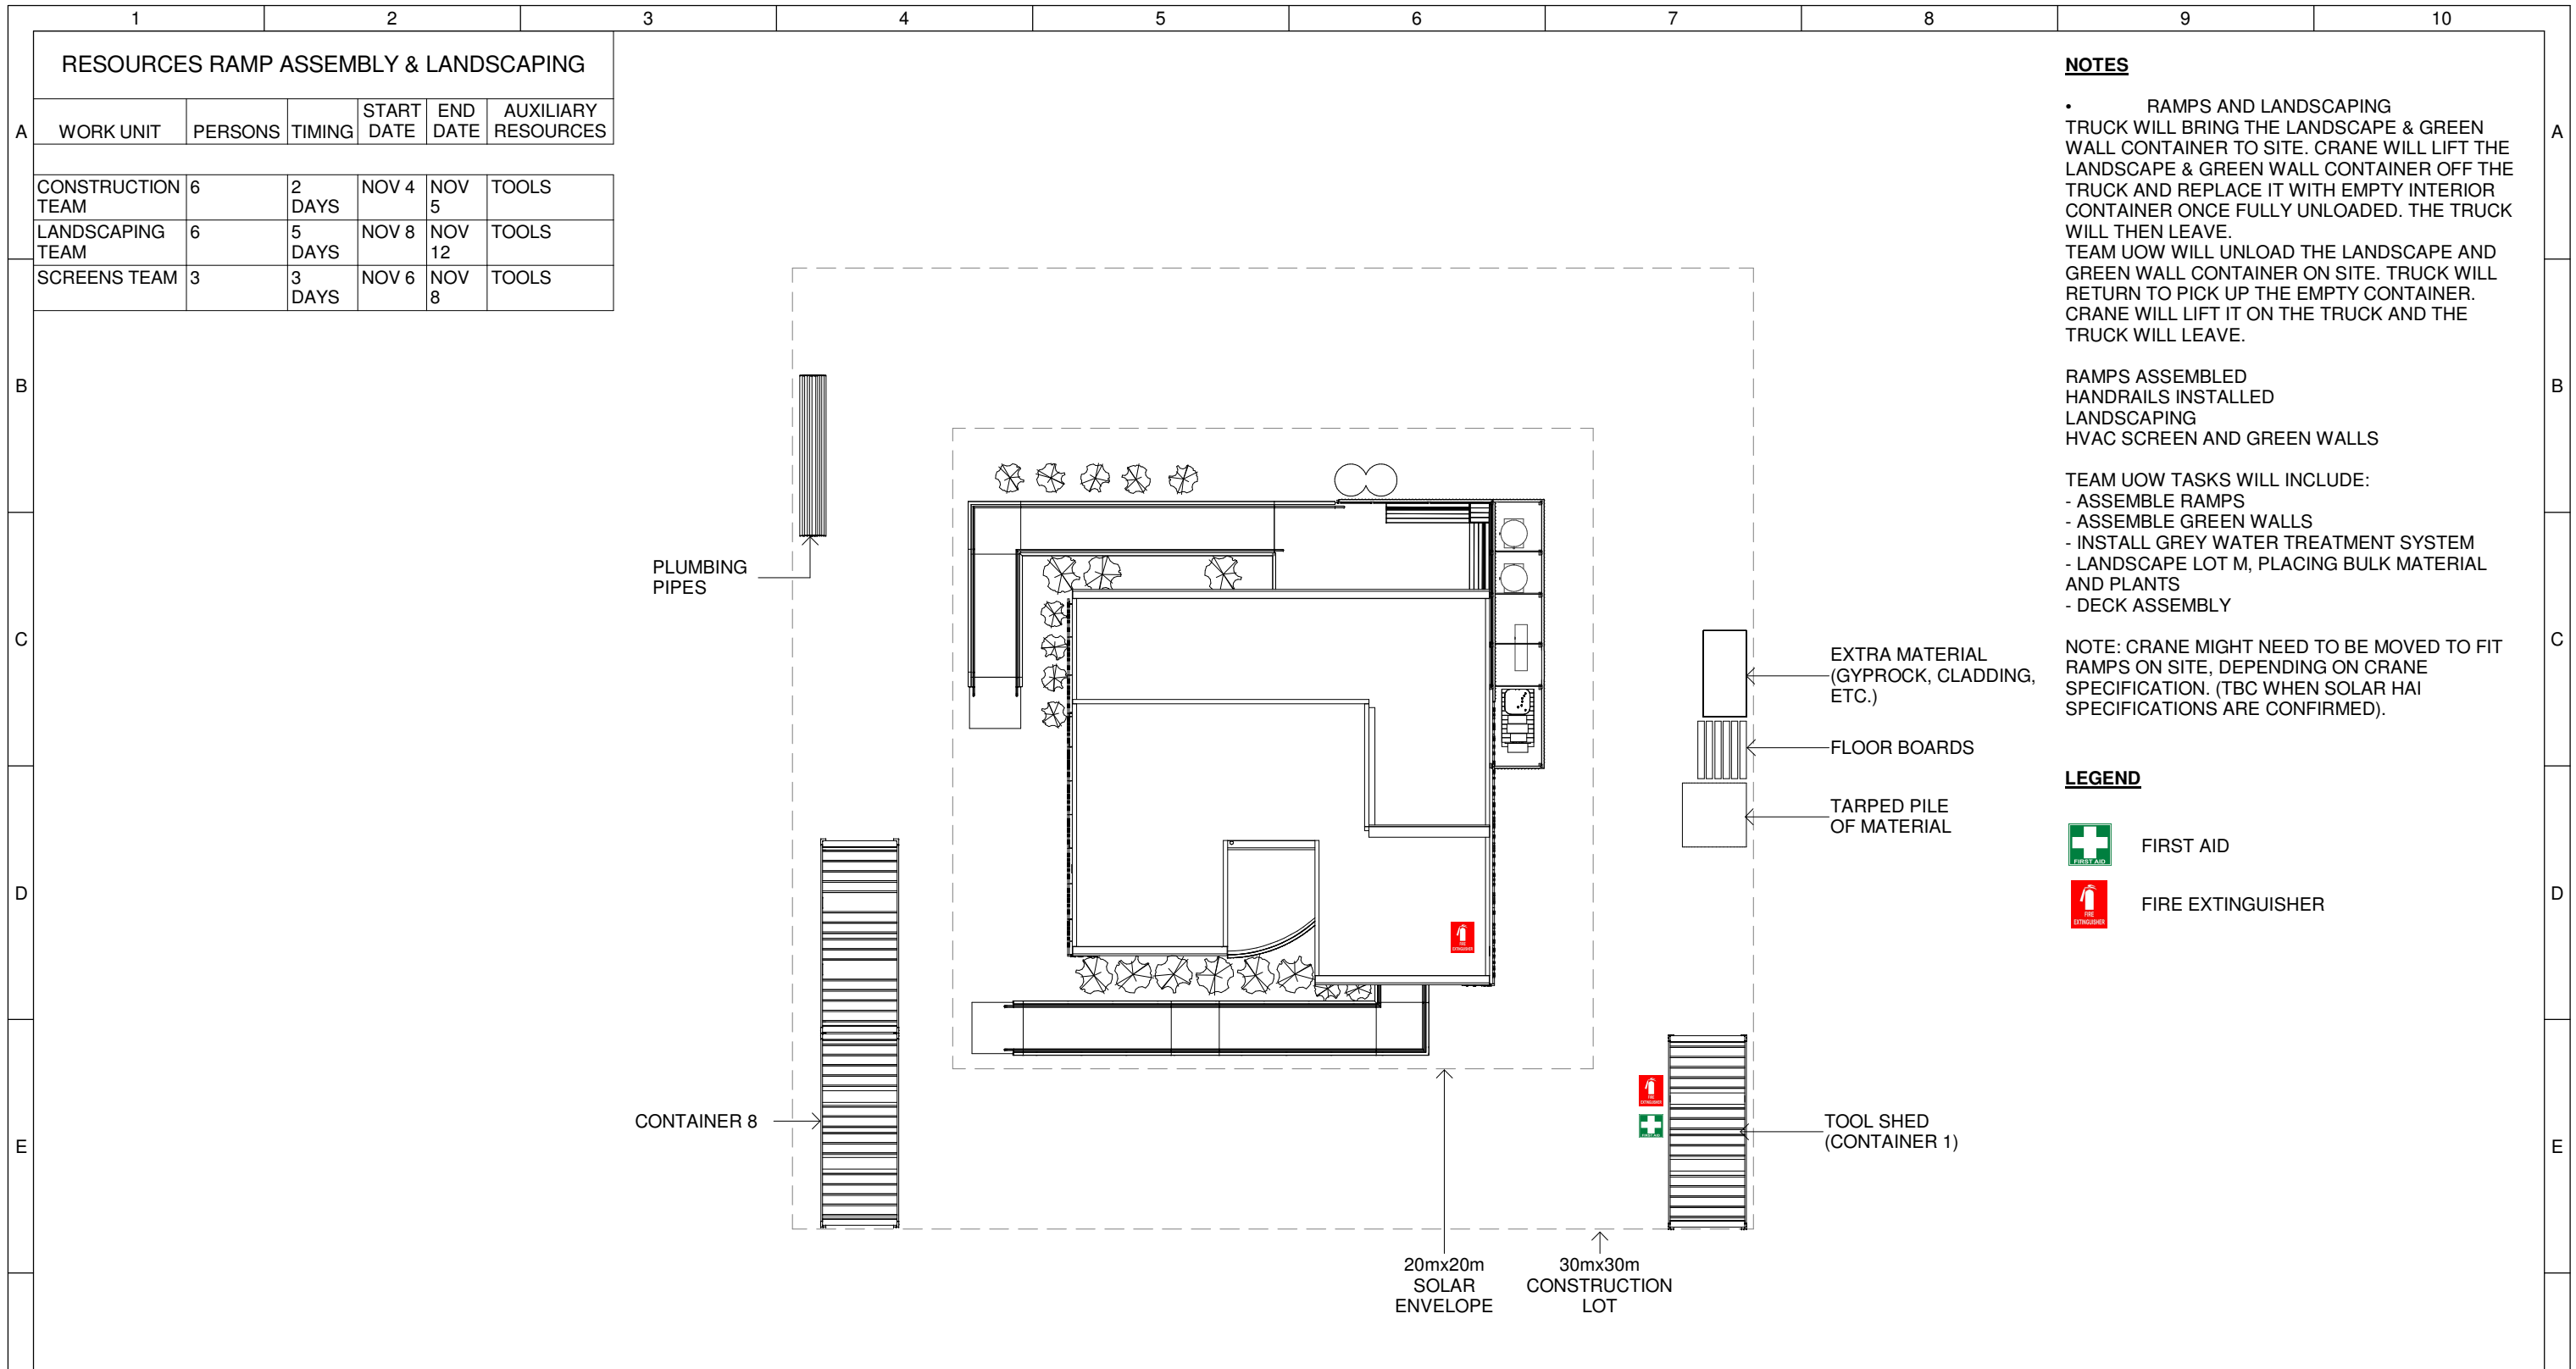 1 2 3 4 5 6 7 8 9 10
RESOURCES RAMP ASSEMBLY & LANDSCAPING
WORK UNIT PERSONS TIMING START DATE END DATE AUXILIARY RESOURCES
CONSTRUCTION TEAM 6 2 DAYS NOV 4 NOV 5 TOOLS
LANDSCAPING TEAM 6 5 DAYS NOV 8 NOV 12 TOOLS
SCREENS TEAM 3 3 DAYS NOV 6 NOV 8 TOOLS
A
B
C
D
E
PLUMBING
PIPES
CONTAINER 8
EXTRA MATERIAL
(GYPROCK, CLADDING,
ETC.)
FLOOR BOARDS
TARPED PILE
OF MATERIAL
FIRE
EXTINGUISHER
FIRE
EXTINGUISHER
FIRST AID
TOOL SHED
(CONTAINER 1)
20mx20m
SOLAR
ENVELOPE
30mx30m
CONSTRUCTION
LOT
NOTES
• RAMPS AND LANDSCAPING
TRUCK WILL BRING THE LANDSCAPE & GREEN
WALL CONTAINER TO SITE. CRANE WILL LIFT THE
LANDSCAPE & GREEN WALL CONTAINER OFF THE
TRUCK AND REPLACE IT WITH EMPTY INTERIOR
CONTAINER ONCE FULLY UNLOADED. THE TRUCK
WILL THEN LEAVE.
TEAM UOW WILL UNLOAD THE LANDSCAPE AND
GREEN WALL CONTAINER ON SITE. TRUCK WILL
RETURN TO PICK UP THE EMPTY CONTAINER.
CRANE WILL LIFT IT ON THE TRUCK AND THE
TRUCK WILL LEAVE.
RAMPS ASSEMBLED
HANDRAILS INSTALLED
LANDSCAPING
HVAC SCREEN AND GREEN WALLS
TEAM UOW TASKS WILL INCLUDE:
- ASSEMBLE RAMPS
- ASSEMBLE GREEN WALLS
- INSTALL GREY WATER TREATMENT SYSTEM
- LANDSCAPE LOT M, PLACING BULK MATERIAL
AND PLANTS
- DECK ASSEMBLY
NOTE: CRANE MIGHT NEED TO BE MOVED TO FIT
RAMPS ON SITE, DEPENDING ON CRANE
SPECIFICATION. (TBC WHEN SOLAR HAI
SPECIFICATIONS ARE CONFIRMED).
LEGEND
FIRST AID
FIRST AID
FIRE
EXTINGUISHER
FIRE EXTINGUISHER
A
B
C
D
E